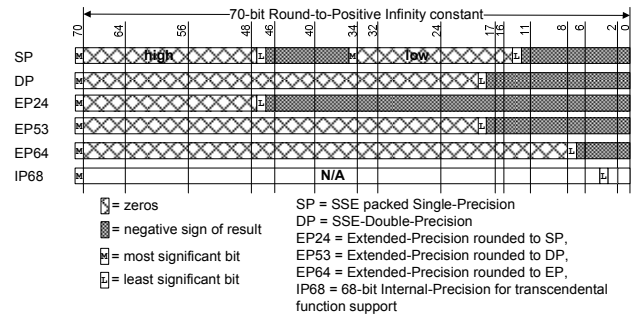 70-bit Round-to-Positive Infinity constant
70 64 56 48 46 40 34 32 24 17 16 8 6 2 0
SP M high L M low L
DP M L
EP24 M L
EP53 M L
EP64 M L
IP68 M N/A L
= zeros
= negative sign of result
M = most significant bit
L = least significant bit
SP = SSE packed Single-Precision
DP = SSE-Double-Precision
EP24 = Extended-Precision rounded to SP,
EP53 = Extended-Precision rounded to DP,
EP64 = Extended-Precision rounded to EP,
IP68 = 68-bit Internal-Precision for transcendental
function support